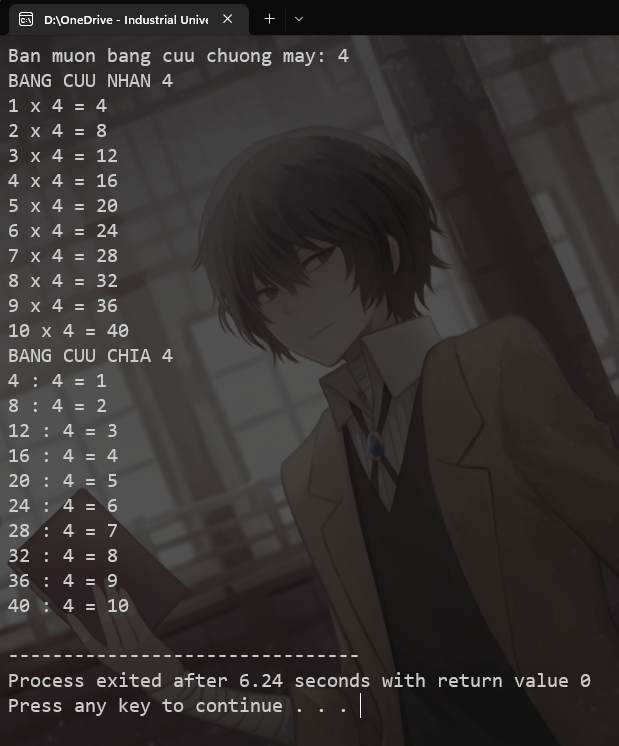 D:\OneDrive - Industrial Unive
Ban muon bang cuu chuong may: 4
BANG CUU NHAN 4
1 x 4 = 4
2 x 4 = 8
3 x 4 = 12
4 x 4 = 16
5 x 4 = 20
6 x 4 = 24
7 x 4 = 28
8 x 4 = 32
9 x 4 = 36
10 x 4 = 40
BANG CUU CHIA 4
4 : 4 = 1
8 : 4 = 2
12 : 4 = 3
16 : 4 = 4
20 : 4 = 5
24 : 4 = 6
28 : 4 = 7
32 : 4 = 8
36 : 4 = 9
40 : 4 = 10
--------------------------------
Process exited after 6.24 seconds with return value 0
Press any key to continue . . .